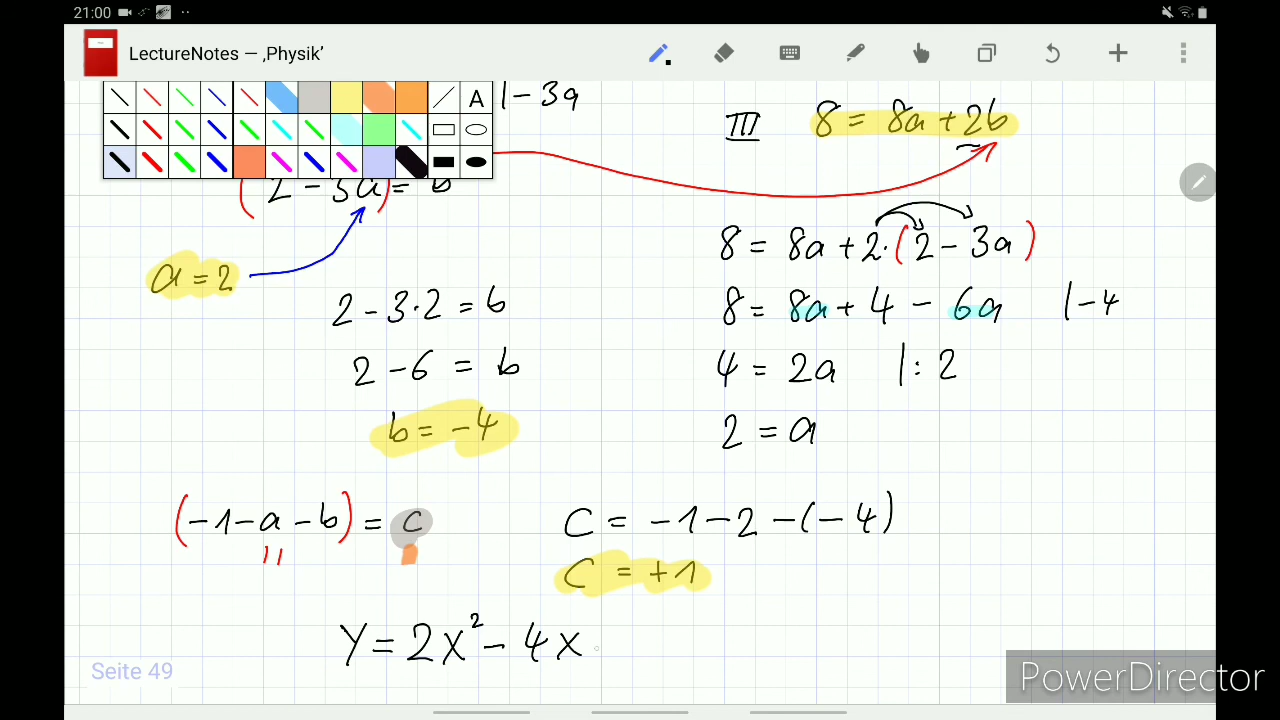 21:00
LectureNotes — ‚Physik’
A
| - 3a
III 8 = 8a + 2b
(2 - 3a) = b
8 = 8a + 2·(2 - 3a)
a = 2
2 - 3·2 = b
8 = 8a + 4 - 6a |-4
2 - 6 = b
4 = 2a |: 2
b = -4
2 = a
(-1 - a - b) = c
C = -1 - 2 - (-4)
C = +1
Y = 2x² - 4x
Seite 49
PowerDirector